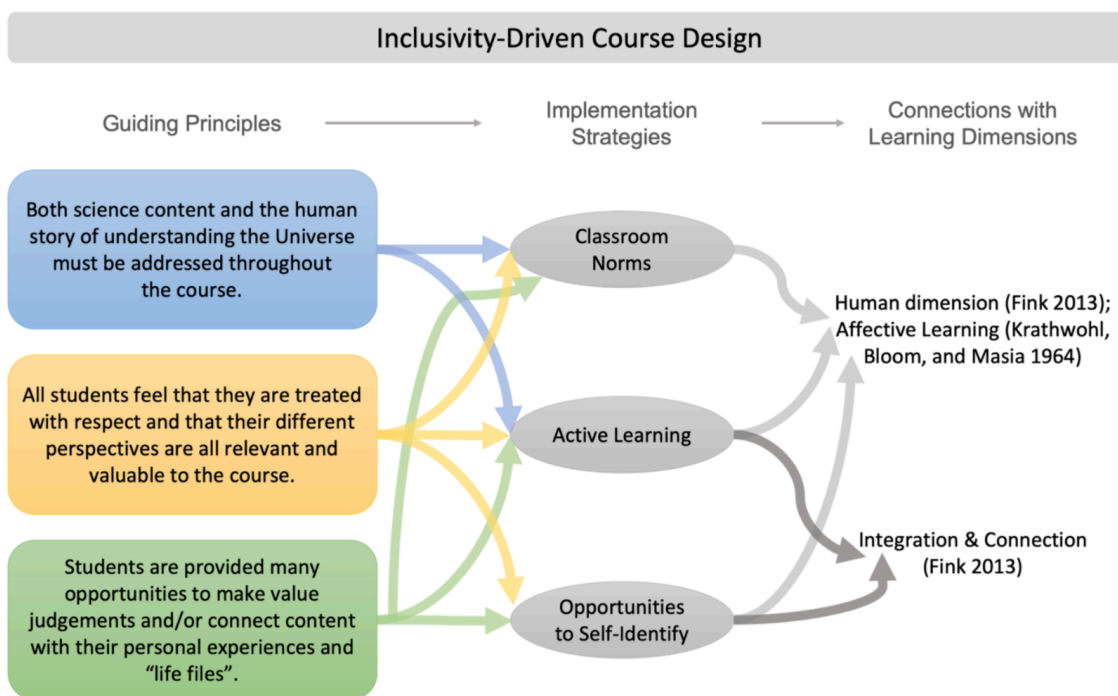 Inclusivity-Driven Course Design
Guiding Principles
Implementation
Strategies
Connections with
Learning Dimensions
Both science content and the human
story of understanding the Universe
must be addressed throughout
the course.
All students feel that they are treated
with respect and that their different
perspectives are all relevant and
valuable to the course.
Students are provided many
opportunities to make value
judgements and/or connect content
with their personal experiences and
“life files”.
Classroom
Norms
Active Learning
Opportunities
to Self-Identify
Human dimension (Fink 2013);
Affective Learning (Krathwohl,
Bloom, and Masia 1964)
Integration & Connection
(Fink 2013)